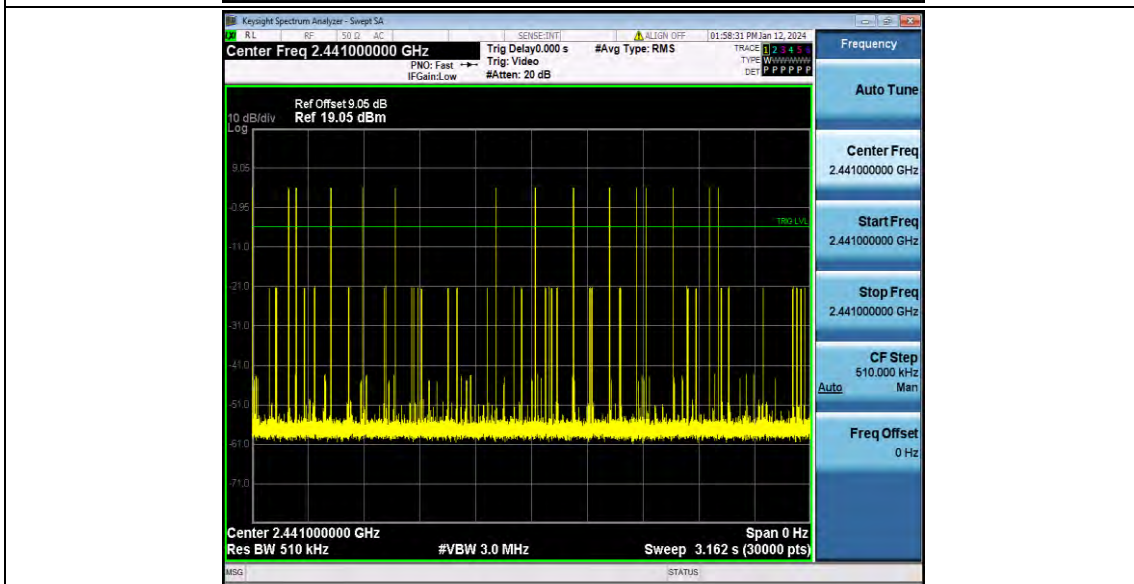 Keysight Spectrum Analyzer - Swept SA
RL RF 50 Ω AC SENSE:INT ALIGN OFF 01:58:31 PM Jan 12, 2024
Center Freq 2.441000000 GHz
PNO: Fast
IFGain:Low
Trig Delay0.000 s
Trig: Video
#Atten: 20 dB
#Avg Type: RMS
TRACE 1 2 3 4 5 6
TYPE W
DET P P P P P P
Ref Offset 9.05 dB
10 dB/div Ref 19.05 dBm
Log
9.05
-0.95
TRIG LVL
-11.0
-21.0
-31.0
-41.0
-51.0
-61.0
-71.0
Center 2.441000000 GHz Span 0 Hz
Res BW 510 kHz #VBW 3.0 MHz Sweep 3.162 s (30000 pts)
MSG STATUS
Frequency
Auto Tune
Center Freq
2.441000000 GHz
Start Freq
2.441000000 GHz
Stop Freq
2.441000000 GHz
CF Step
510.000 kHz
Auto Man
Freq Offset
0 Hz